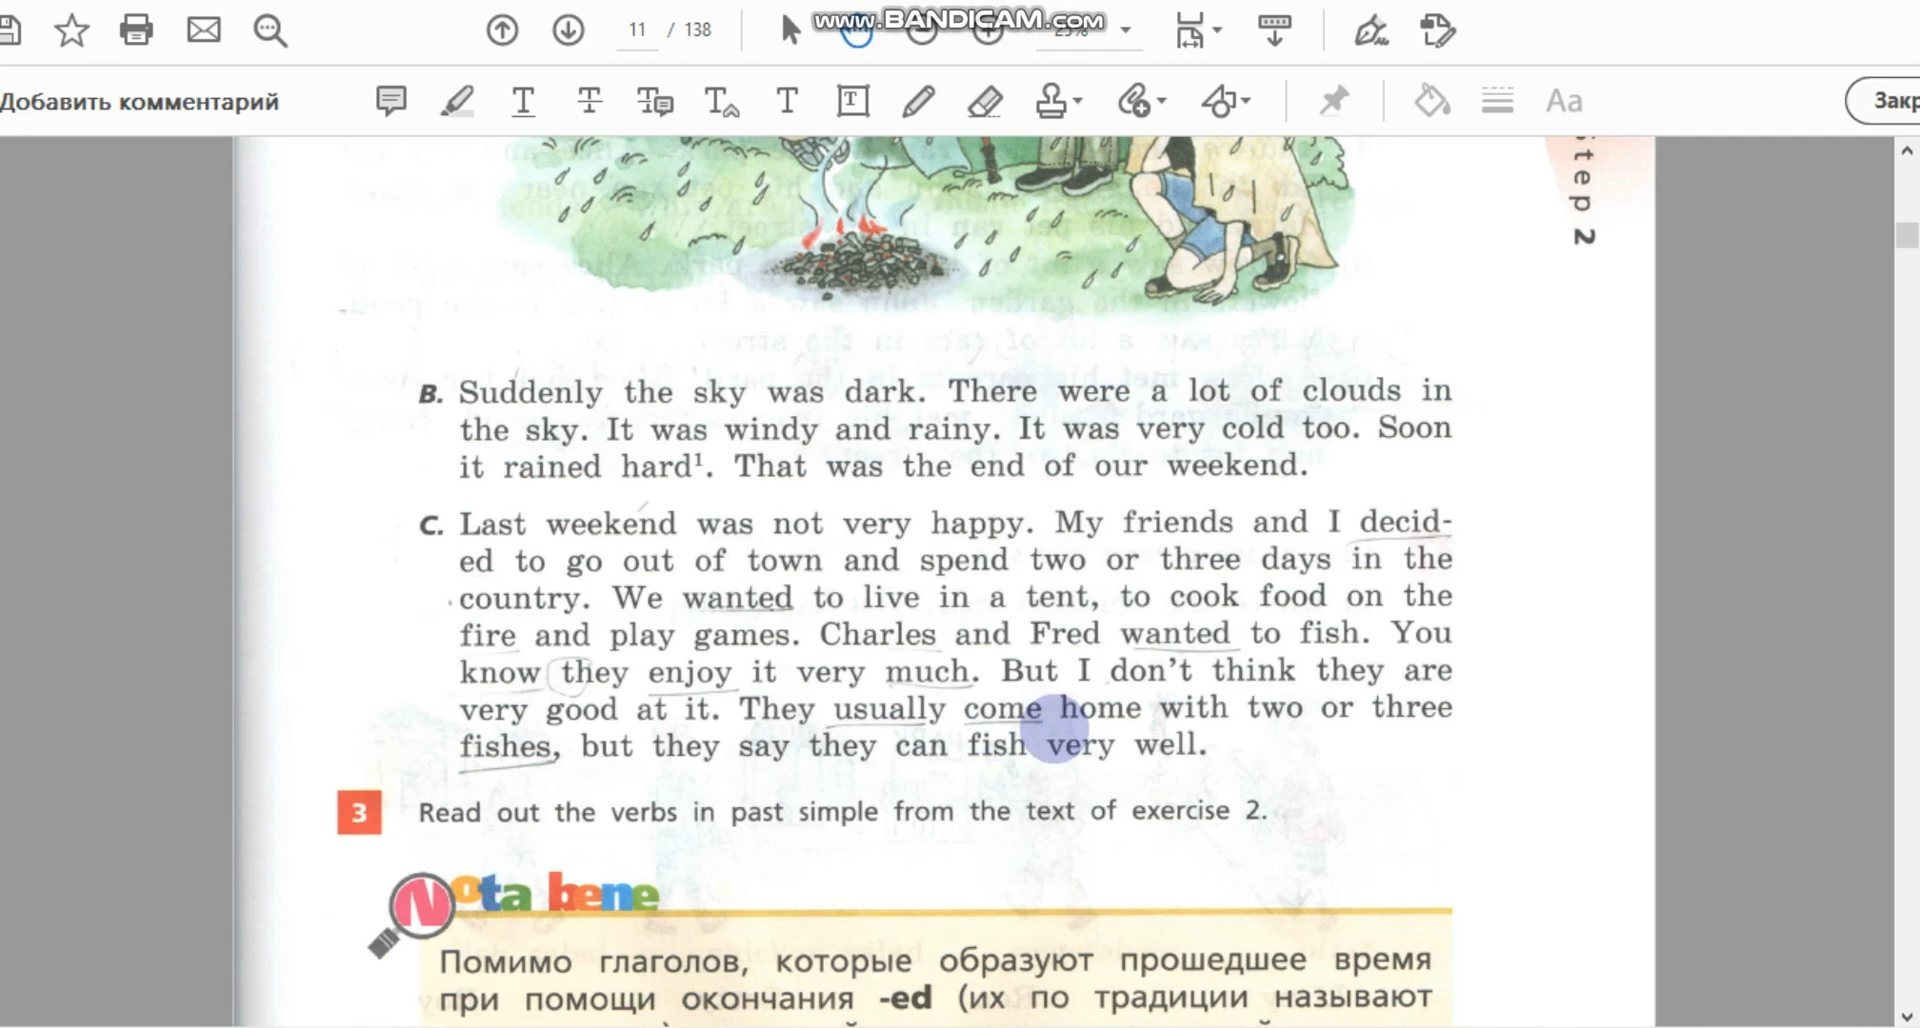 www.BANDICAM.com
11 / 138
25%
Добавить комментарий
Aa
Закр
Step 2
B. Suddenly the sky was dark. There were a lot of clouds in
the sky. It was windy and rainy. It was very cold too. Soon
it rained hard¹. That was the end of our weekend.
C. Last weekend was not very happy. My friends and I decid-
ed to go out of town and spend two or three days in the
country. We wanted to live in a tent, to cook food on the
fire and play games. Charles and Fred wanted to fish. You
know they enjoy it very much. But I don't think they are
very good at it. They usually come home with two or three
fishes, but they say they can fish very well.
3 Read out the verbs in past simple from the text of exercise 2.
Nota bene
Помимо глаголов, которые образуют прошедшее время
при помощи окончания -ed (их по традиции называют